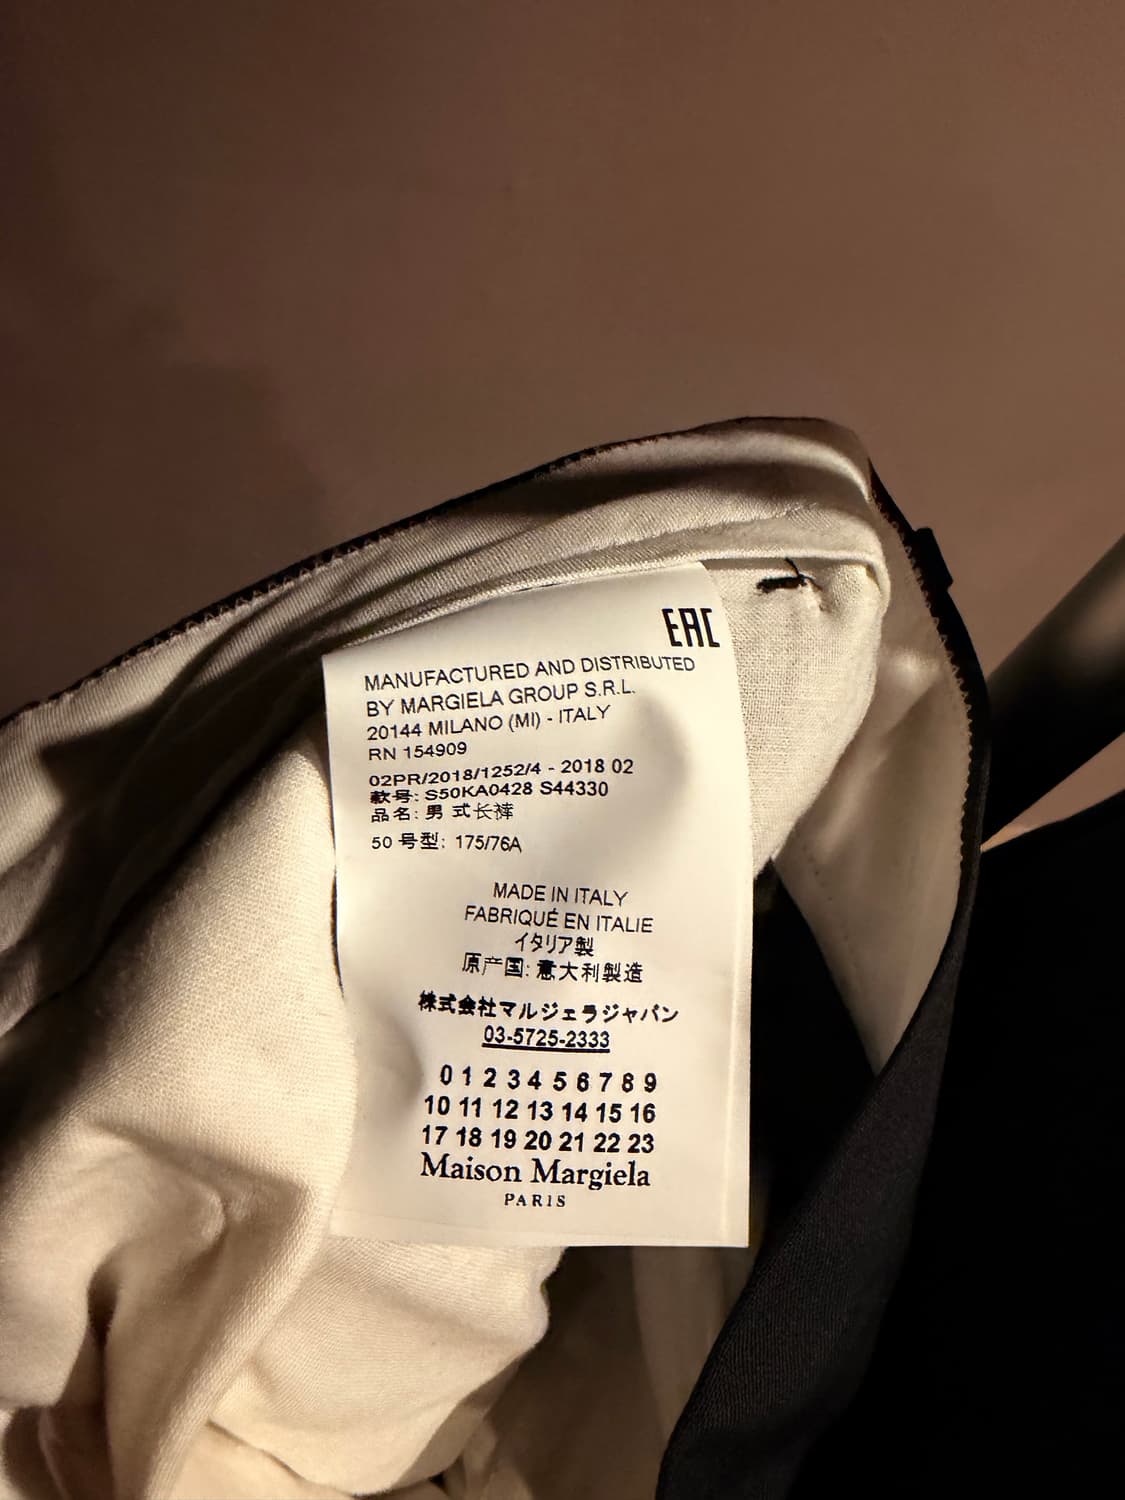 EAC
MANUFACTURED AND DISTRIBUTED
BY MARGIELA GROUP S.R.L.
20144 MILANO (MI) - ITALY
RN 154909
02PR/2018/1252/4 - 2018 02
款号: S50KA0428 S44330
品名: 男 式长裤
50 号型: 175/76A
MADE IN ITALY
FABRIQUÉ EN ITALIE
イタリア製
原产国: 意大利製造
株式会社マルジェラジャパン
03-5725-2333
0 1 2 3 4 5 6 7 8 9
10 11 12 13 14 15 16
17 18 19 20 21 22 23
Maison Margiela
PARIS